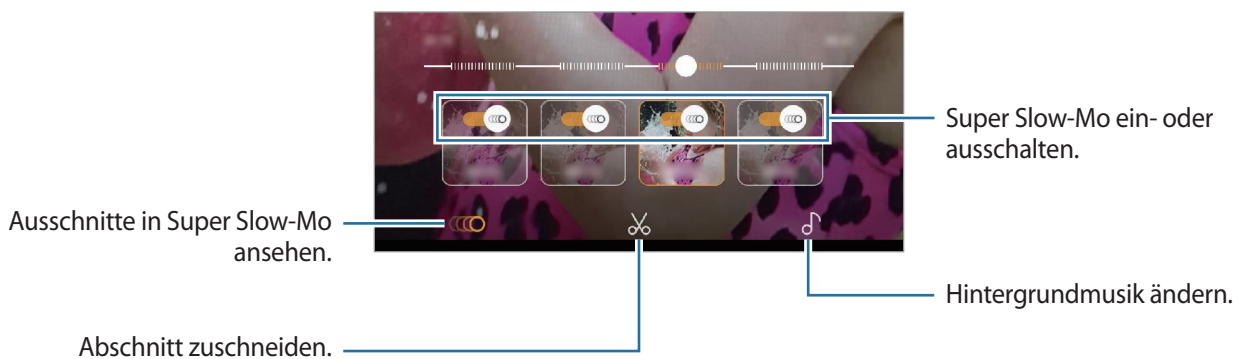 Super Slow-Mo ein- oder
ausschalten.
Ausschnitte in Super Slow-Mo
ansehen.
Hintergrundmusik ändern.
Abschnitt zuschneiden.